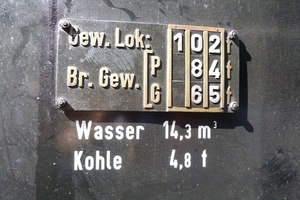 Gew. Lok: 102 t
Br. Gew. P 84 t
G 65 t
Wasser 14,3 m³
Kohle 4,8 t